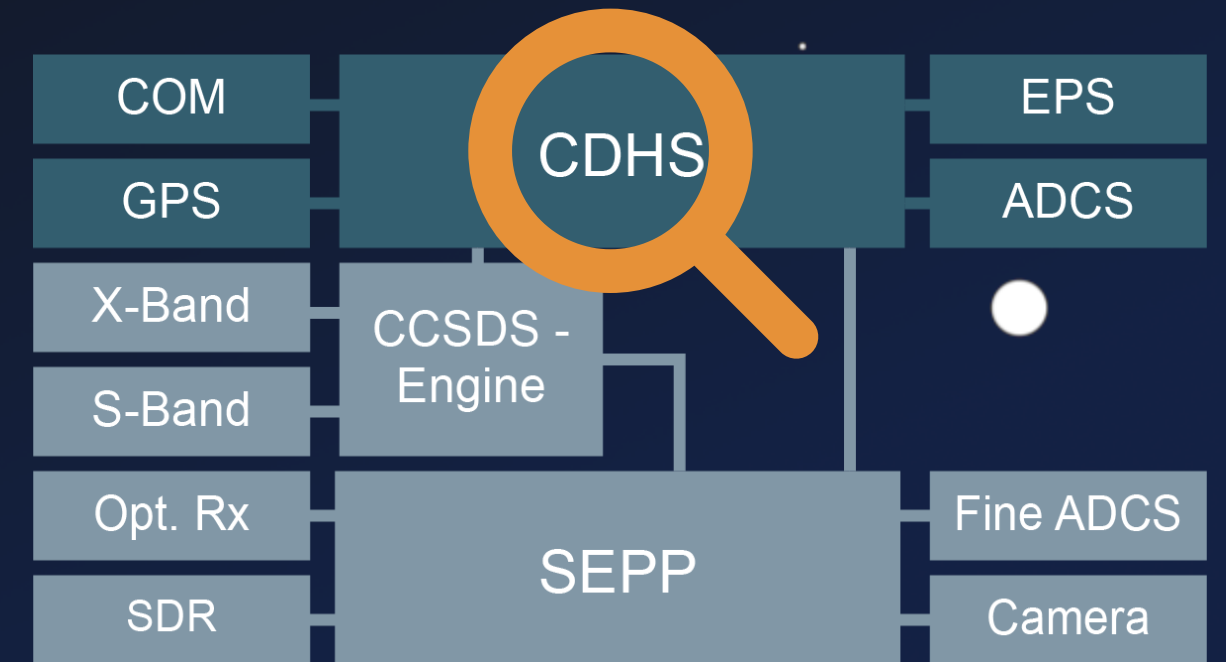 COM
CDHS
EPS
GPS
ADCS
X-Band
CCSDS -
Engine
S-Band
Opt. Rx
SEPP
Fine ADCS
SDR
Camera